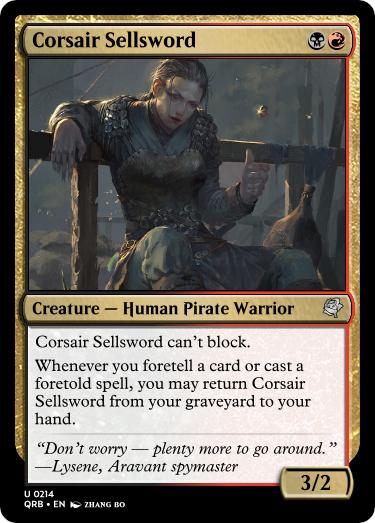 Corsair Sellsword
Creature — Human Pirate Warrior
Corsair Sellsword can't block.
Whenever you foretell a card or cast a
foretold spell, you may return Corsair
Sellsword from your graveyard to your
hand.
“Don't worry — plenty more to go around.”
—Lysene, Aravant spymaster
3/2
U 0214
QRB • EN ZHANG BO